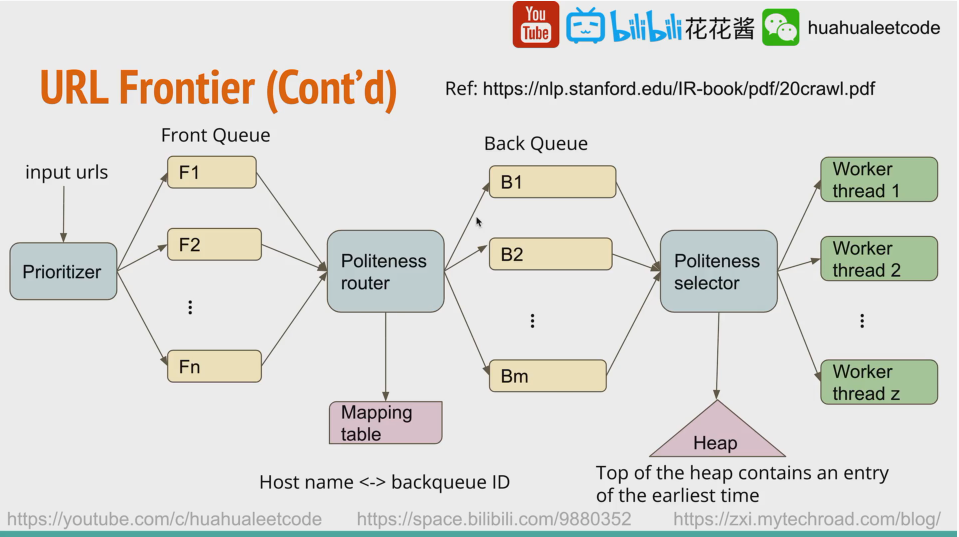 You
Tube
bilibili 花花酱 huahualeetcode
URL Frontier (Cont'd)
Ref: https://nlp.stanford.edu/IR-book/pdf/20crawl.pdf
Front Queue
Back Queue
input urls
Prioritizer
F1
F2
Fn
Politeness
router
Mapping
table
Host name <-> backqueue ID
B1
B2
Bm
Politeness
selector
Heap
Top of the heap contains an entry
of the earliest time
Worker
thread 1
Worker
thread 2
Worker
thread z
https://youtube.com/c/huahualeetcode
https://space.bilibili.com/9880352
https://zxi.mytechroad.com/blog/